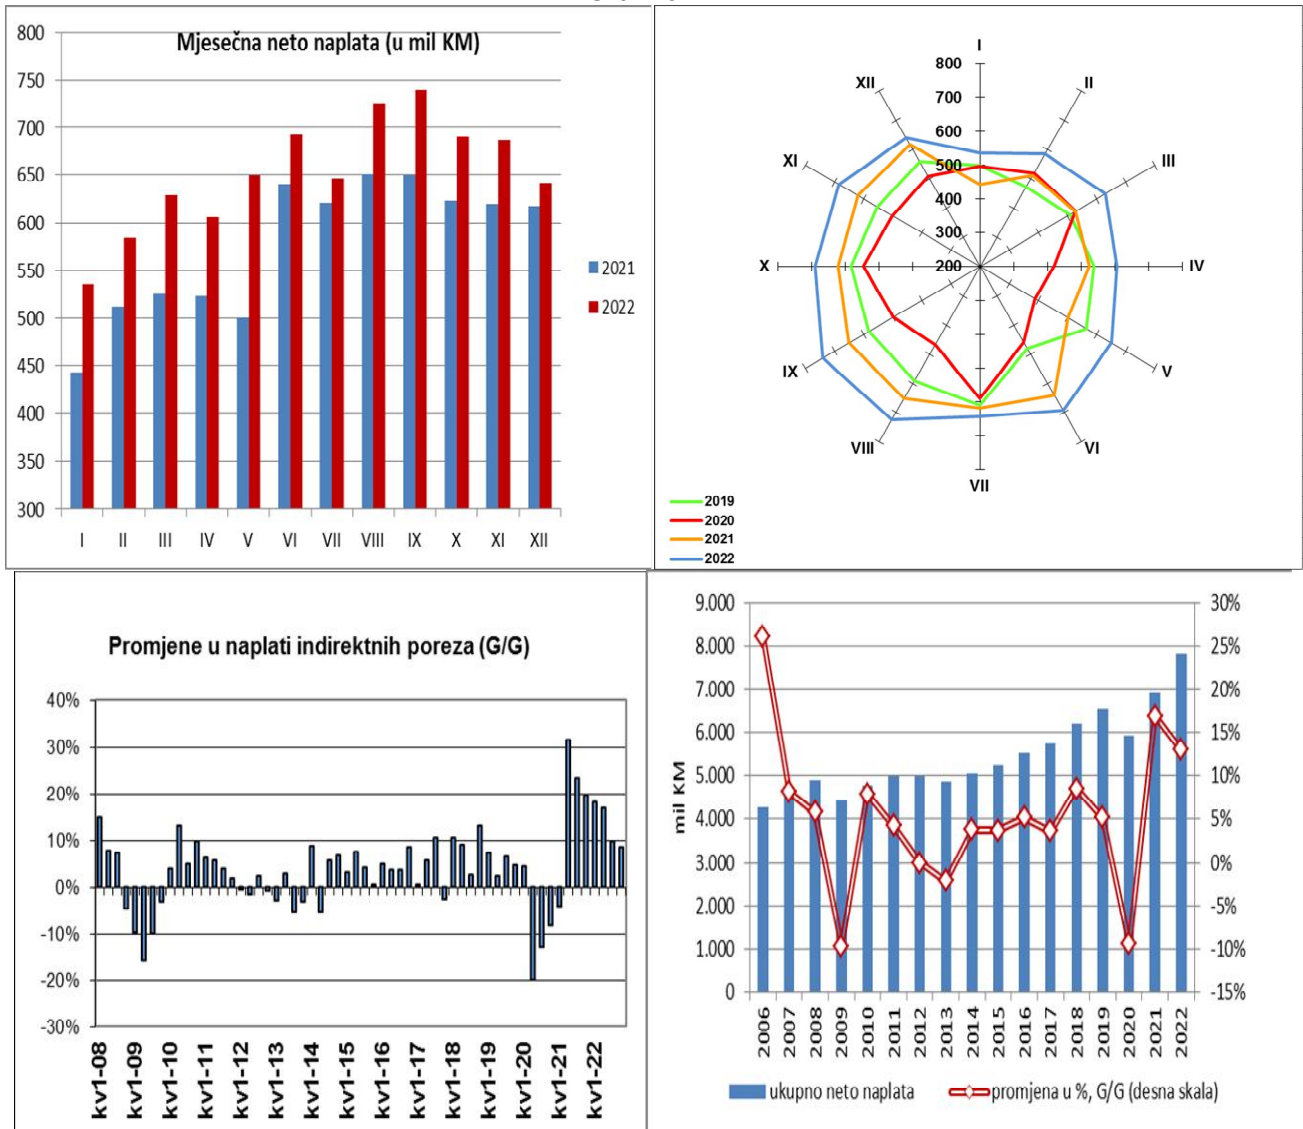 Mjesečna neto naplata (u mil KM)
800
750
700
650
600
550
500
450
400
350
300
I II III IV V VI VII VIII IX X XI XII
2021
2022
I
II
III
IV
V
VI
VII
VIII
IX
X
XI
XII
800
700
600
500
400
300
200
2019
2020
2021
2022
Promjene u naplati indirektnih poreza (G/G)
40%
30%
20%
10%
0%
-10%
-20%
-30%
kv1-08 kv1-09 kv1-10 kv1-11 kv1-12 kv1-13 kv1-14 kv1-15 kv1-16 kv1-17 kv1-18 kv1-19 kv1-20 kv1-21 kv1-22
mil KM
9.000
8.000
7.000
6.000
5.000
4.000
3.000
2.000
1.000
0
30%
25%
20%
15%
10%
5%
0%
-5%
-10%
-15%
2006 2007 2008 2009 2010 2011 2012 2013 2014 2015 2016 2017 2018 2019 2020 2021 2022
ukupno neto naplata
promjena u %, G/G (desna skala)